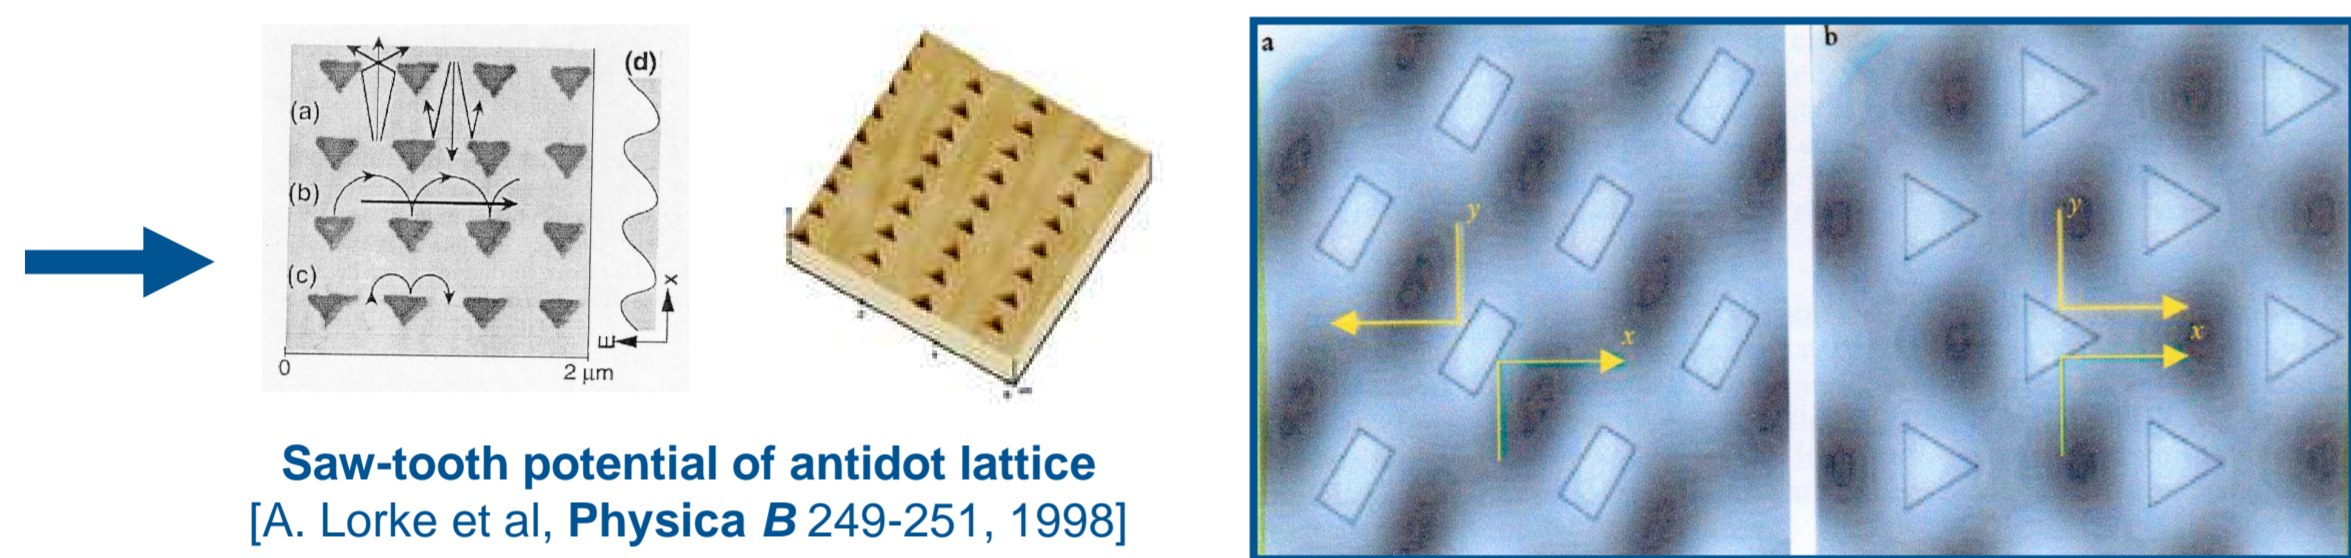 (d)
(a)
(b)
(c)
x
E
0
2 μm
Saw-tooth potential of antidot lattice
[A. Lorke et al, Physica B 249-251, 1998]
a
y
x
b
y
x